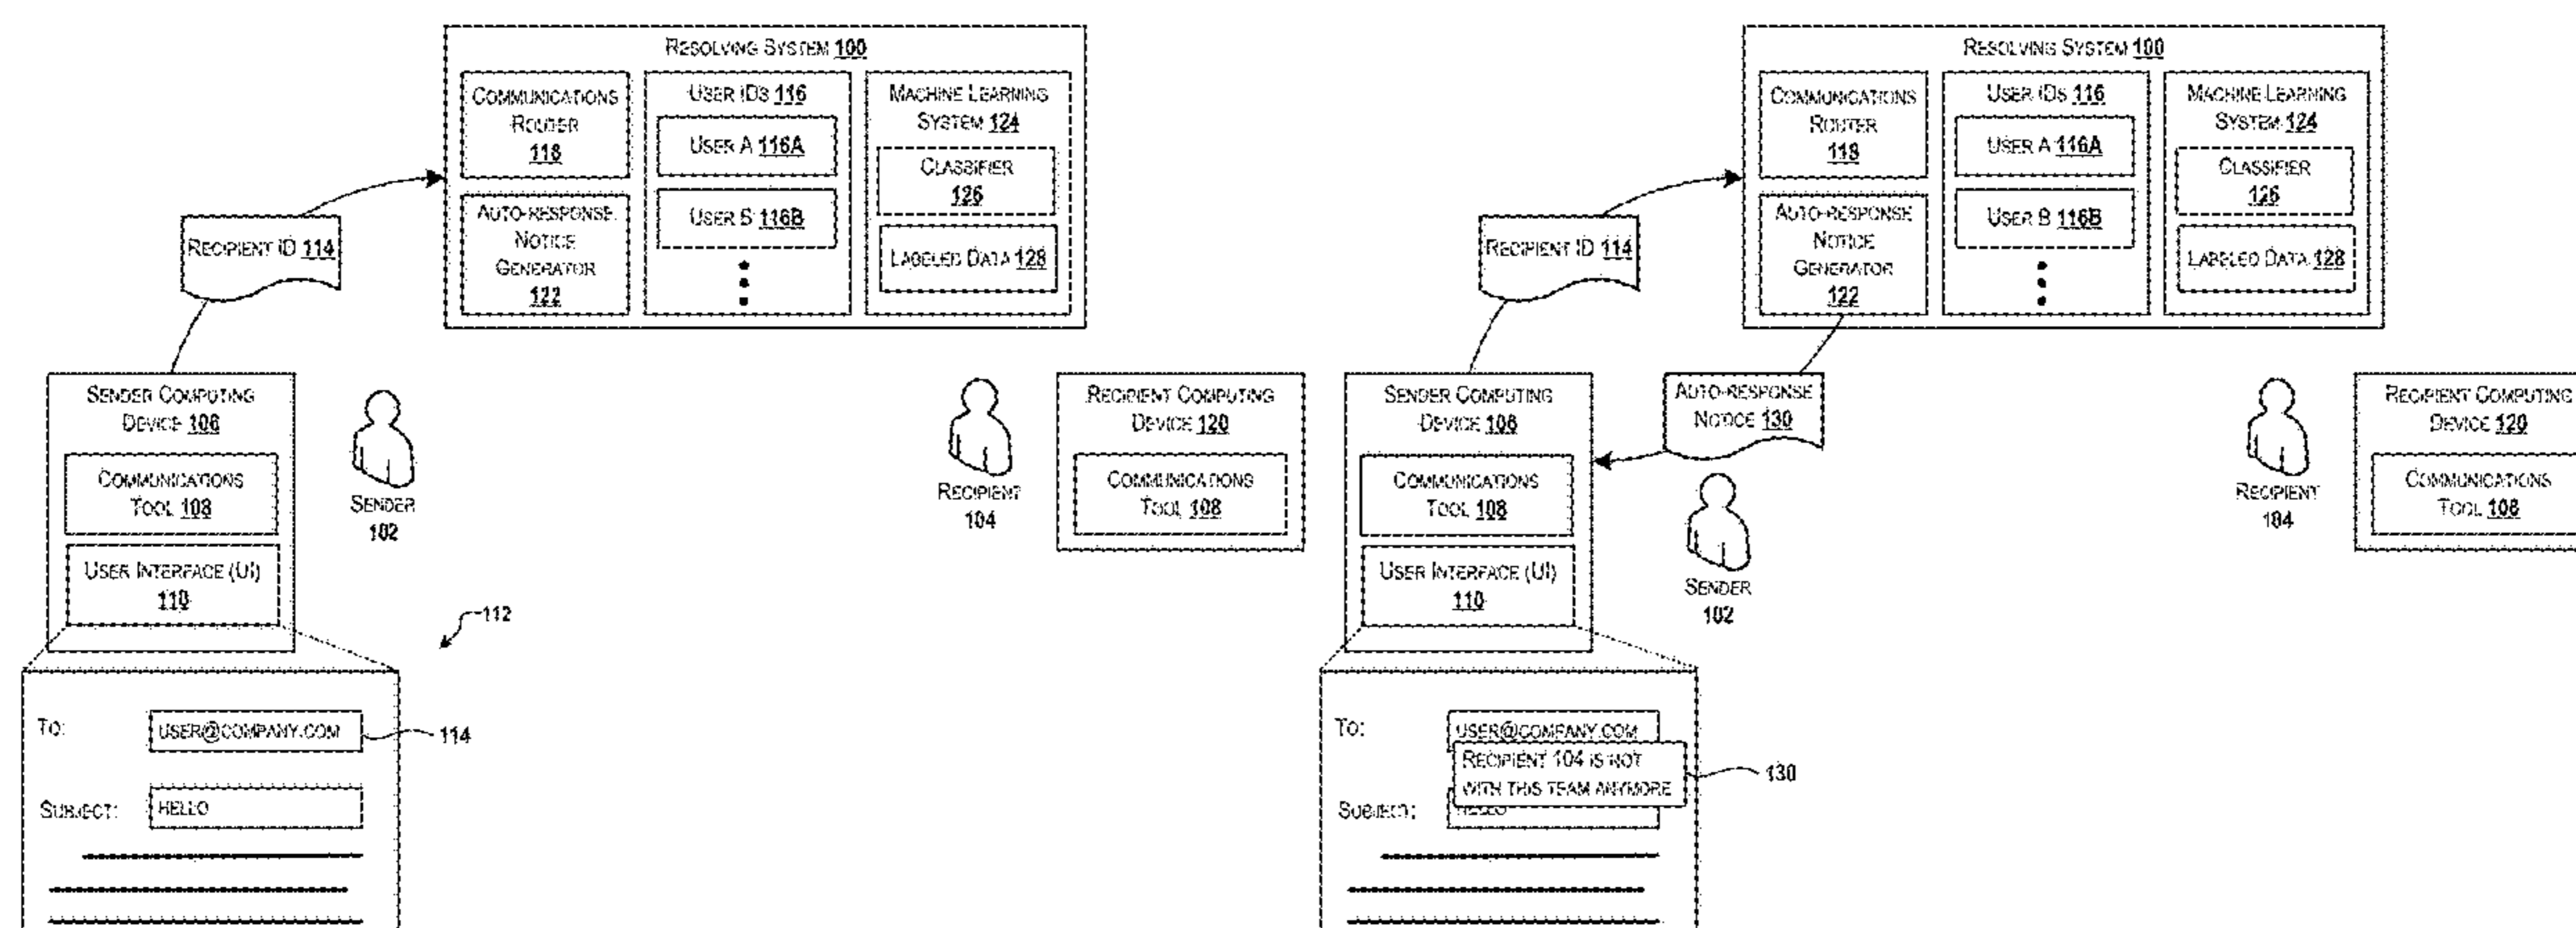 RESOLVING SYSTEM 100
COMMUNICATIONS
ROUTER
118
AUTO-RESPONSE
NOTICE
GENERATOR
122
USER IDS 116
USER A 116A
USER B 116B
MACHINE LEARNING
SYSTEM 124
CLASSIFIER
126
LABELED DATA 128
RECIPIENT ID 114
SENDER COMPUTING
DEVICE 106
COMMUNICATIONS
TOOL 108
USER INTERFACE (UI)
110
SENDER
102
RECIPIENT
104
RECIPIENT COMPUTING
DEVICE 120
COMMUNICATIONS
TOOL 108
112
TO:
USER@COMPANY.COM
114
SUBJECT:
HELLO
RESOLVING SYSTEM 100
COMMUNICATIONS
ROUTER
118
AUTO-RESPONSE
NOTICE
GENERATOR
122
USER IDS 116
USER A 116A
USER B 116B
MACHINE LEARNING
SYSTEM 124
CLASSIFIER
126
LABELED DATA 128
RECIPIENT ID 114
SENDER COMPUTING
DEVICE 106
COMMUNICATIONS
TOOL 108
USER INTERFACE (UI)
110
AUTO-RESPONSE
NOTICE 130
SENDER
102
RECIPIENT
104
RECIPIENT COMPUTING
DEVICE 120
COMMUNICATIONS
TOOL 108
TO:
USER@COMPANY.COM
RECIPIENT 104 IS NOT
WITH THIS TEAM ANYMORE
130
SUBJECT:
HELLO